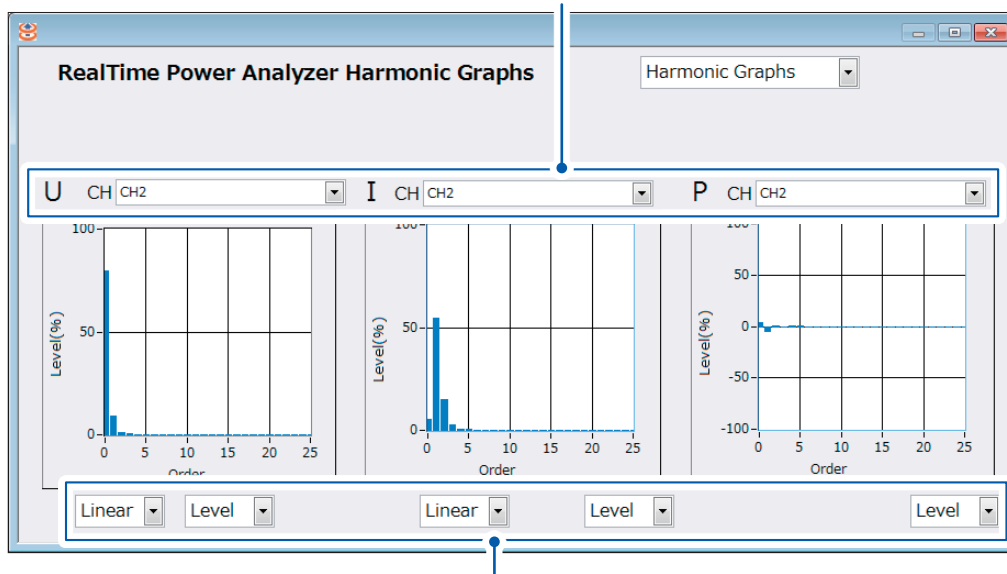 RealTime Power Analyzer Harmonic Graphs
Harmonic Graphs
U CH CH2
I CH CH2
P CH CH2
100
50
0
Level(%)
0 5 10 15 20 25
Order
100
50
0
Level(%)
0 5 10 15 20 25
Order
100
50
0
-50
-100
Level(%)
0 5 10 15 20 25
Order
Linear Level
Linear Level
Level